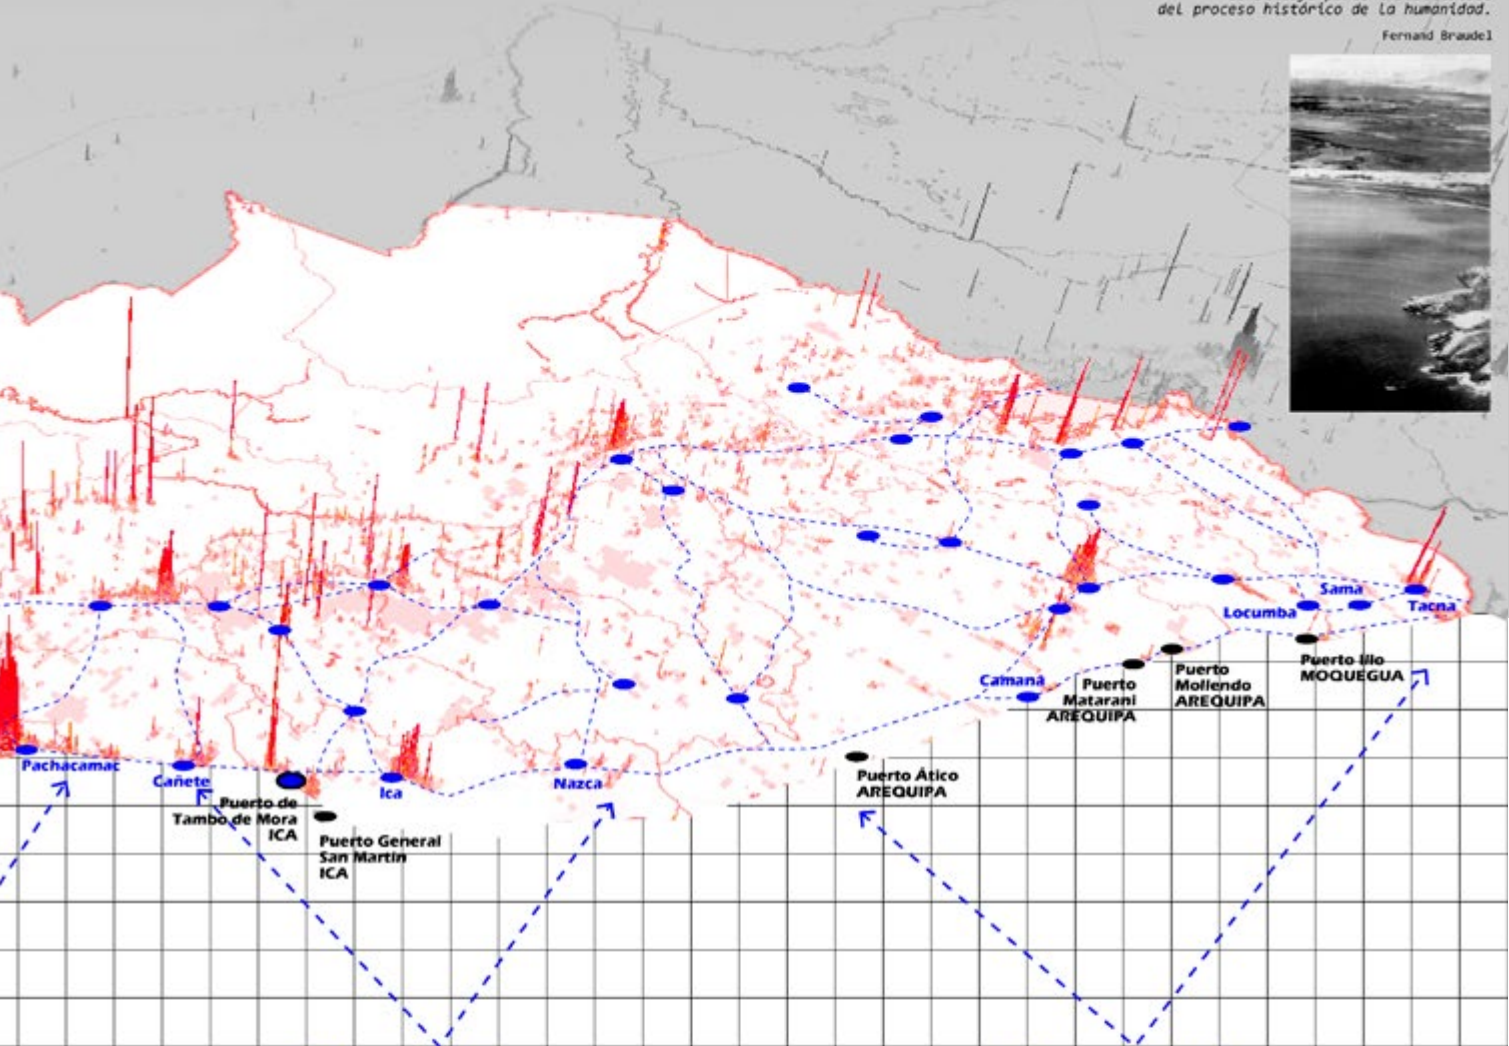 del proceso histórico de la humanidad.
Fernand Braudel
Sama
Locumba
Tacna
Puerto Ilo
MOQUEGUA
Camaná
Puerto
Matarani
AREQUIPA
Puerto
Mollendo
AREQUIPA
Pachacamac
Cañete
Ica
Nazca
Puerto Ático
AREQUIPA
Puerto de
Tambo de Mora
ICA
Puerto General
San Martín
ICA